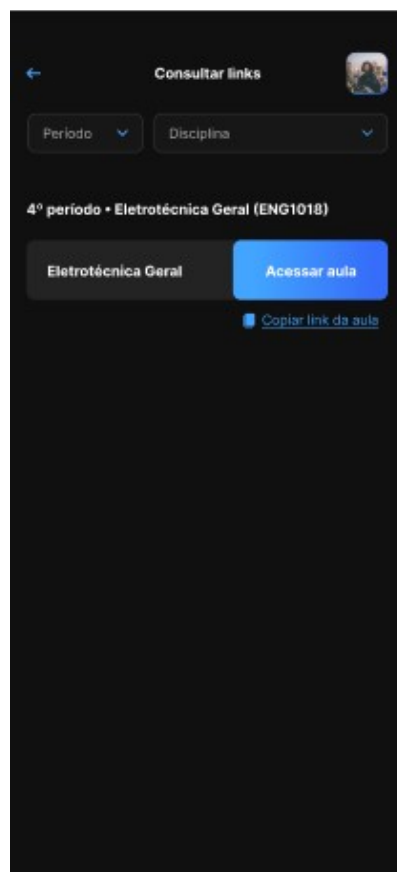 Consultar links
Período
Disciplina
4º período • Eletrotécnica Geral (ENG1018)
Eletrotécnica Geral
Acessar aula
Copiar link da aula